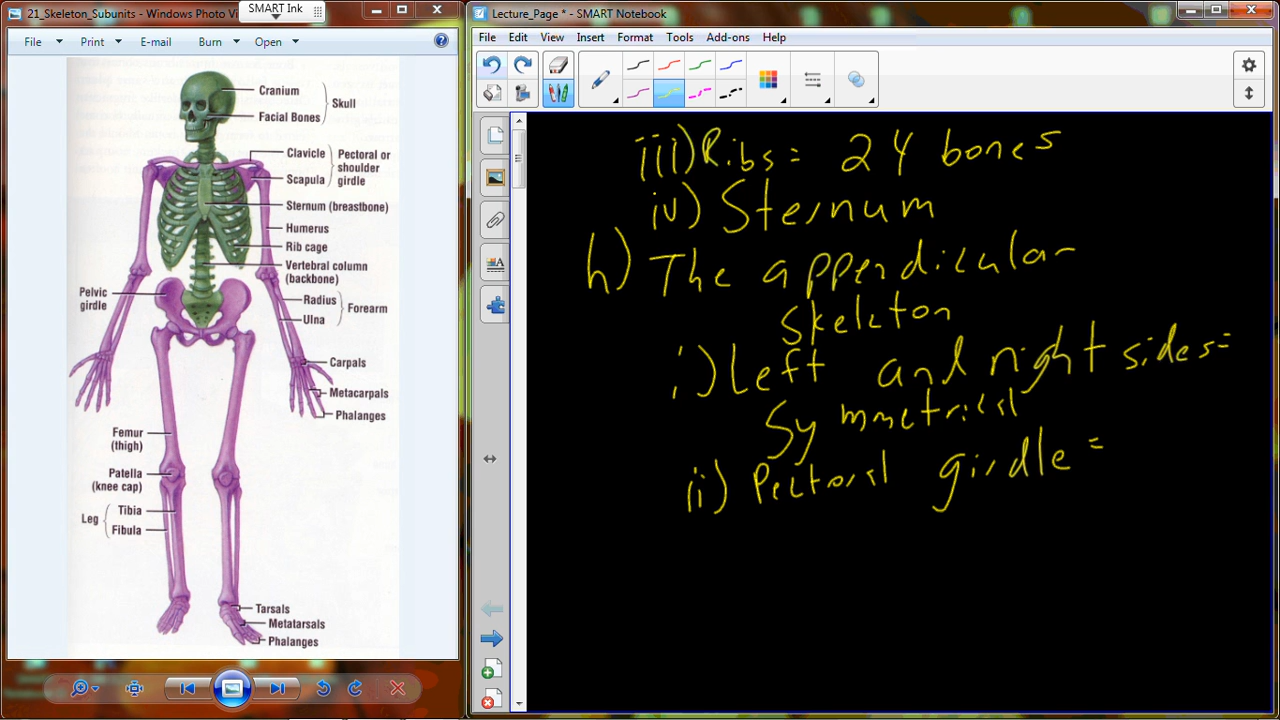 21_Skeleton_Subunits - Windows Photo Vi
SMART Ink
File Print E-mail Burn Open
Cranium
Facial Bones
Skull
Clavicle
Scapula
Pectoral or
shoulder
girdle
Sternum (breastbone)
Humerus
Rib cage
Vertebral column
(backbone)
Pelvic
girdle
Radius
Ulna
Forearm
Carpals
Metacarpals
Phalanges
Femur
(thigh)
Patella
(knee cap)
Leg
Tibia
Fibula
Tarsals
Metatarsals
Phalanges
Lecture_Page * - SMART Notebook
File Edit View Insert Format Tools Add-ons Help
iii) Ribs = 24 bones
iv) Sternum
h) The appendicular
skeleton
i) Left and right sides =
Symmetrical
ii) Pectoral girdle =